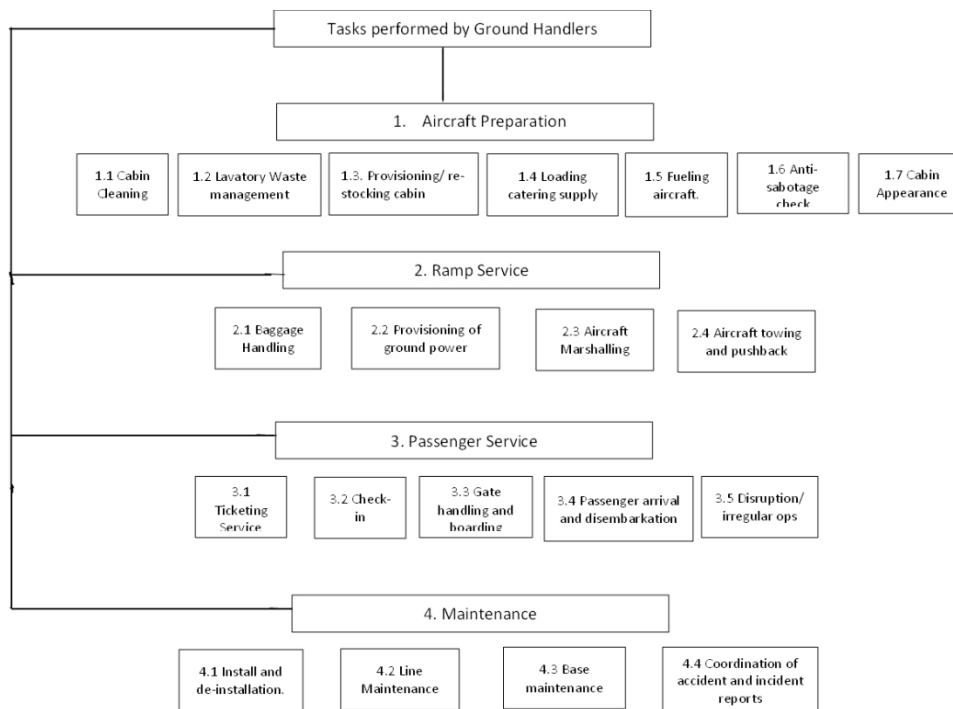 Tasks performed by Ground Handlers
1. Aircraft Preparation
1.1 Cabin
Cleaning
1.2 Lavatory Waste
management
1.3. Provisioning/ re-
stocking cabin
1.4 Loading
catering supply
1.5 Fueling
aircraft.
1.6 Anti-
sabotage
check
1.7 Cabin
Appearance
2. Ramp Service
2.1 Baggage
Handling
2.2 Provisioning of
ground power
2.3 Aircraft
Marshalling
2.4 Aircraft towing
and pushback
3. Passenger Service
3.1
Ticketing
Service
3.2 Check-
in
3.3 Gate
handling and
boarding
3.4 Passenger arrival
and disembarkation
3.5 Disruption/
irregular ops
4. Maintenance
4.1 Install and
de-installation.
4.2 Line
Maintenance
4.3 Base
maintenance
4.4 Coordination of
accident and incident
reports